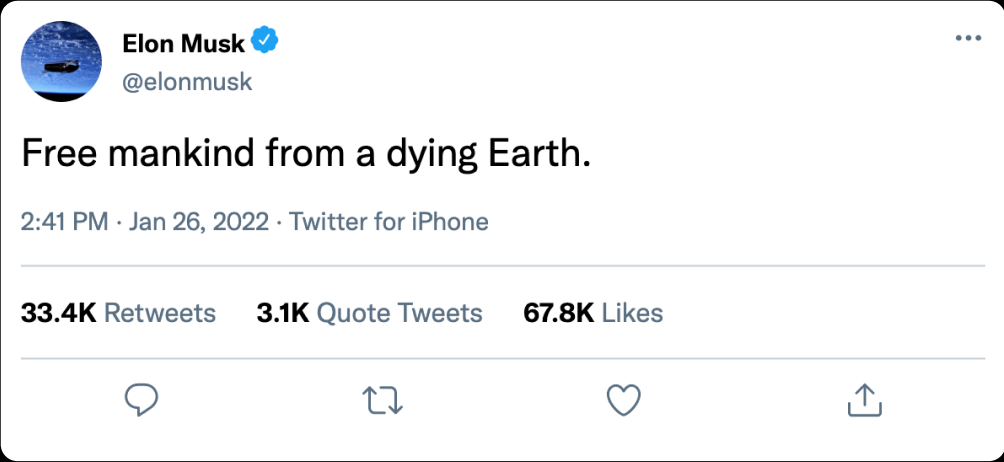 Elon Musk
@elonmusk
Free mankind from a dying Earth.
2:41 PM · Jan 26, 2022 · Twitter for iPhone
33.4K Retweets 3.1K Quote Tweets 67.8K Likes